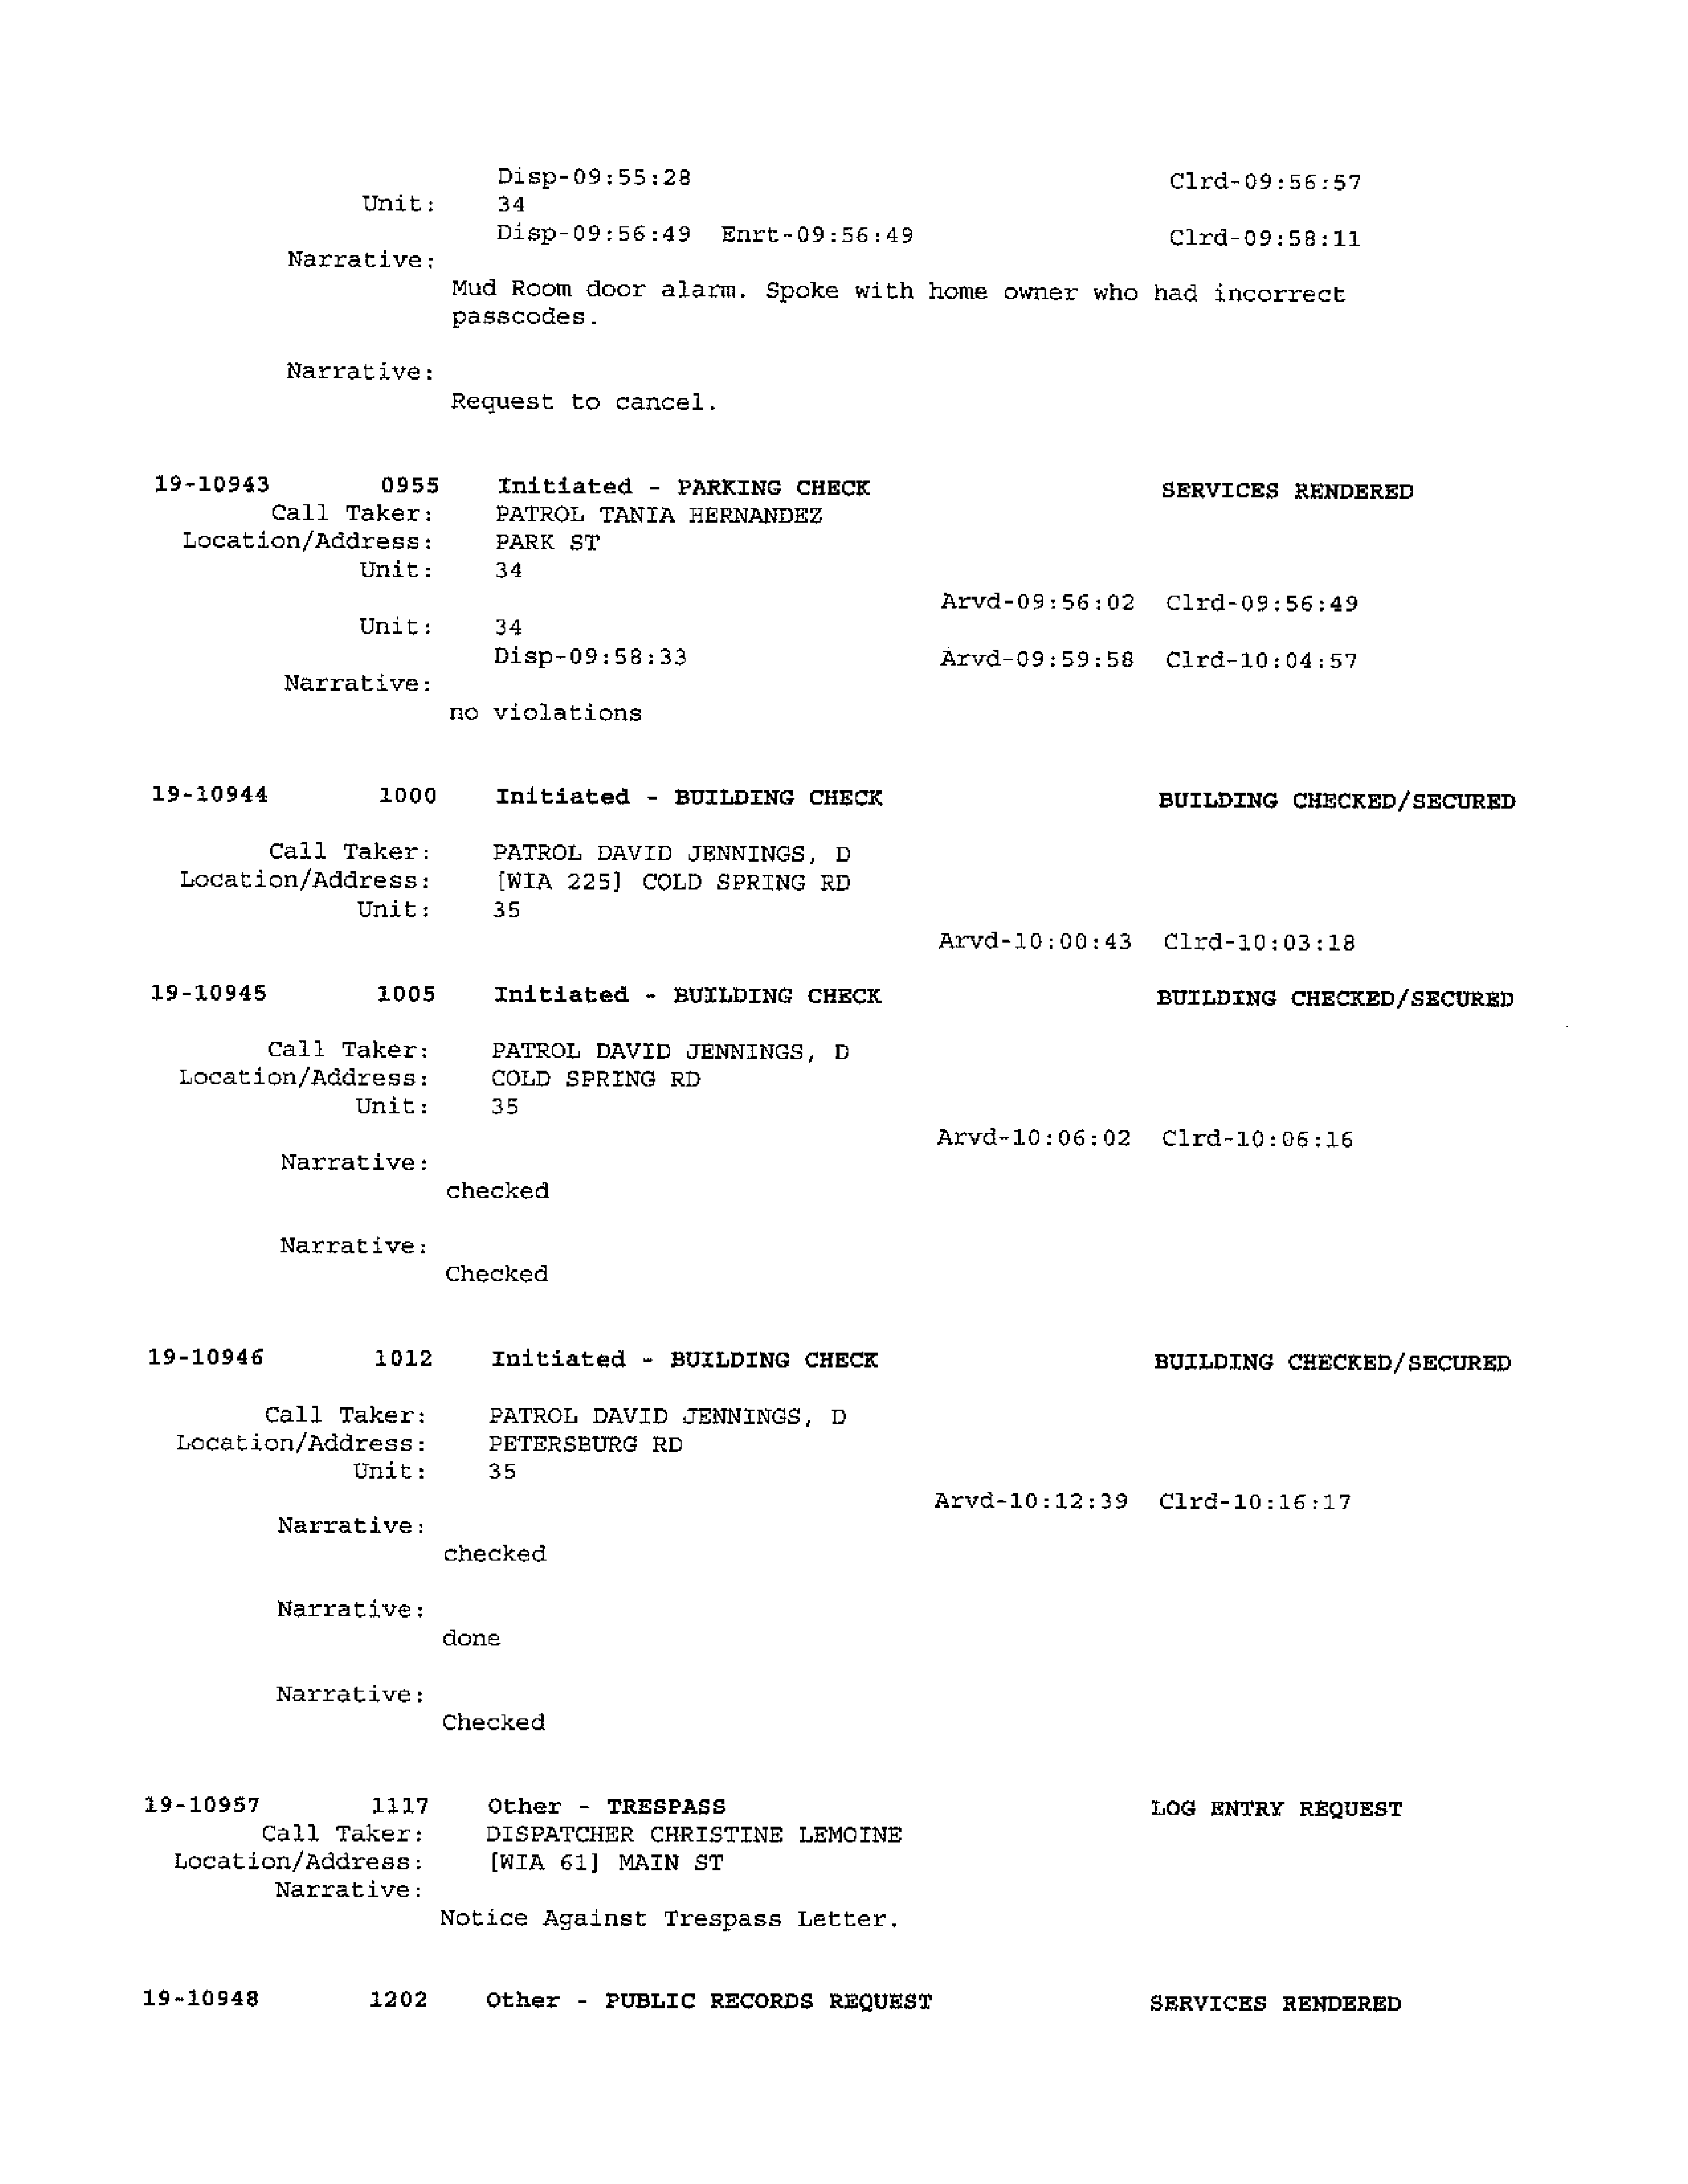 Disp-09:55:28 Clrd-09:56:57
Unit: 34
Disp-09:56:49 Enrt-09:56:49 Clrd-09:58:11
Narrative:
Mud Room door alarm. Spoke with home owner who had incorrect
passcodes.
Narrative:
Request to cancel.
19-10943 0955 Initiated - PARKING CHECK SERVICES RENDERED
Call Taker: PATROL TANIA HERNANDEZ
Location/Address: PARK ST
Unit: 34
Arvd-09:56:02 Clrd-09:56:49
Unit: 34
Disp-09:58:33 Arvd-09:59:58 Clrd-10:04:57
Narrative:
no violations
19-10944 1000 Initiated - BUILDING CHECK BUILDING CHECKED/SECURED
Call Taker: PATROL DAVID JENNINGS, D
Location/Address: [WIA 225] COLD SPRING RD
Unit: 35
Arvd-10:00:43 Clrd-10:03:18
19-10945 1005 Initiated - BUILDING CHECK BUILDING CHECKED/SECURED
Call Taker: PATROL DAVID JENNINGS, D
Location/Address: COLD SPRING RD
Unit: 35
Arvd-10:06:02 Clrd-10:06:16
Narrative:
checked
Narrative:
Checked
19-10946 1012 Initiated - BUILDING CHECK BUILDING CHECKED/SECURED
Call Taker: PATROL DAVID JENNINGS, D
Location/Address: PETERSBURG RD
Unit: 35
Arvd-10:12:39 Clrd-10:16:17
Narrative:
checked
Narrative:
done
Narrative:
Checked
19-10957 1117 Other - TRESPASS LOG ENTRY REQUEST
Call Taker: DISPATCHER CHRISTINE LEMOINE
Location/Address: [WIA 61] MAIN ST
Narrative:
Notice Against Trespass Letter.
19-10948 1202 Other - PUBLIC RECORDS REQUEST SERVICES RENDERED